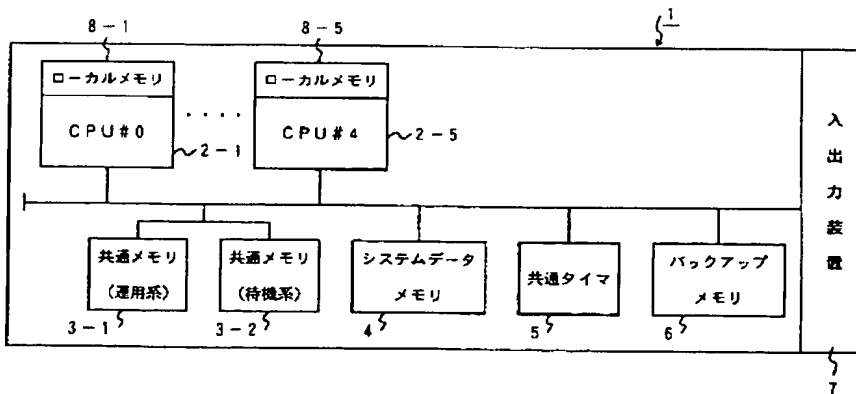 8-1
8-5
1
ローカルメモリ
ローカルメモリ
CPU#0
････
CPU#4
2-1
2-5
入出力装置
共通メモリ
(運用系)
共通メモリ
(待機系)
システムデータ
メモリ
共通タイマ
バックアップ
メモリ
3-1
3-2
4
5
6
7